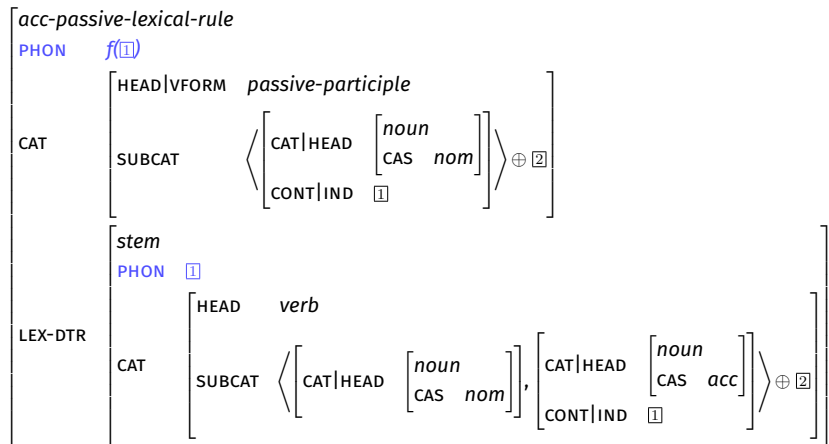 acc-passive-lexical-rule
PHON f(1)
CAT
HEAD|VFORM passive-participle
SUBCAT ⟨[CAT|HEAD [noun CAS nom] CONT|IND 1]⟩ ⊕ 2
LEX-DTR
stem
PHON 1
CAT
HEAD verb
SUBCAT ⟨[CAT|HEAD [noun CAS nom]], [CAT|HEAD [noun CAS acc] CONT|IND 1]⟩ ⊕ 2